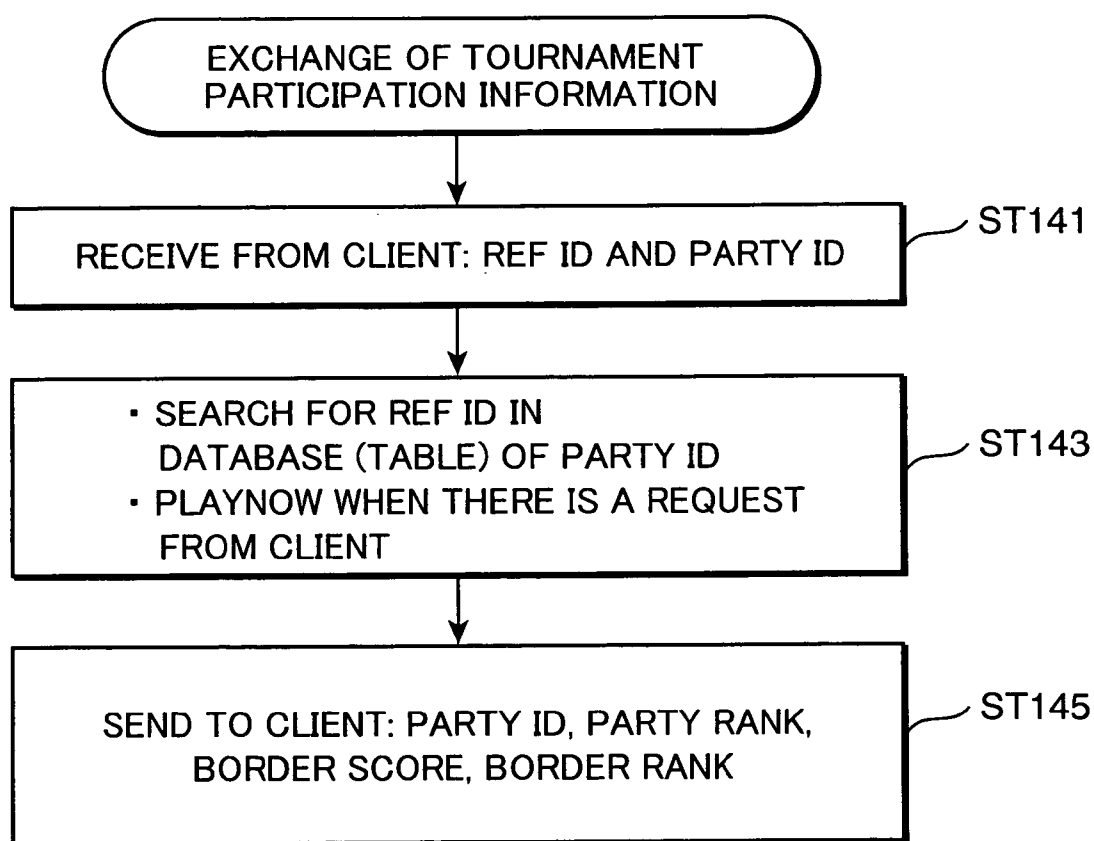 EXCHANGE OF TOURNAMENT
PARTICIPATION INFORMATION
RECEIVE FROM CLIENT: REF ID AND PARTY ID
ST141
・SEARCH FOR REF ID IN
DATABASE (TABLE) OF PARTY ID
・PLAYNOW WHEN THERE IS A REQUEST
FROM CLIENT
ST143
SEND TO CLIENT: PARTY ID, PARTY RANK,
BORDER SCORE, BORDER RANK
ST145